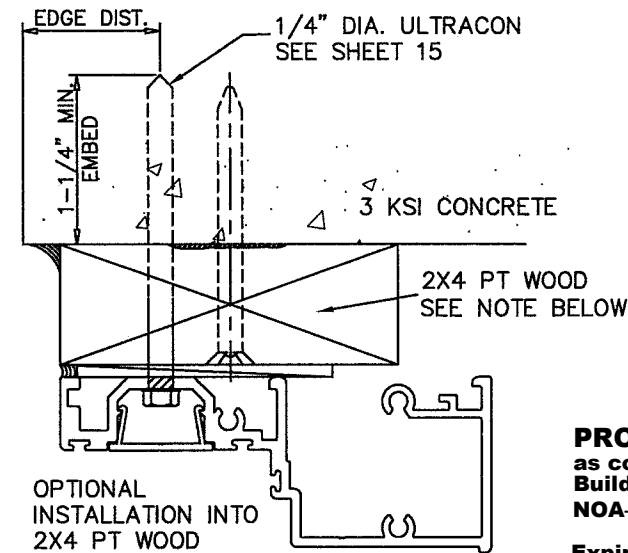 EDGE DIST.
1/4" DIA. ULTRACON
SEE SHEET 15
1-1/4" MIN.
EMBED
3 KSI CONCRETE
2X4 PT WOOD
SEE NOTE BELOW
OPTIONAL
INSTALLATION INTO
2X4 PT WOOD
PRO
as co
Build
NOA-
Expir